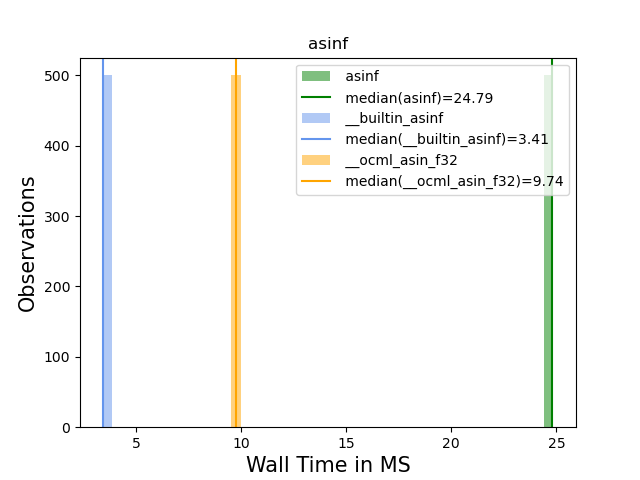 asinf
500
400
300
200
100
0
Observations
asinf
median(asinf)=24.79
__builtin_asinf
median(__builtin_asinf)=3.41
__ocml_asin_f32
median(__ocml_asin_f32)=9.74
5 10 15 20 25
Wall Time in MS